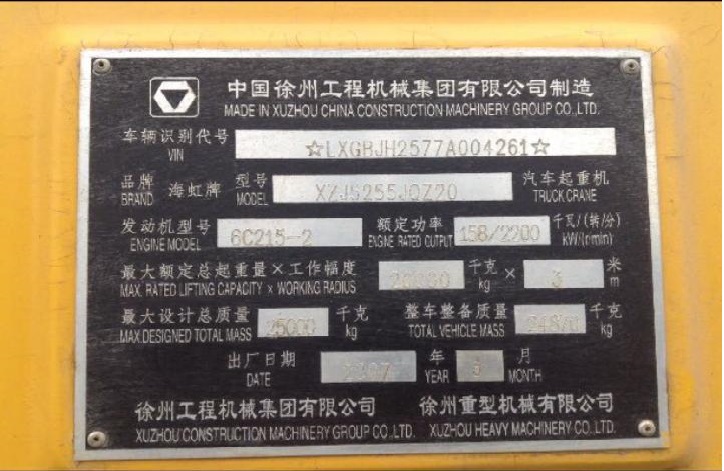 中国徐州工程机械集团有限公司制造
MADE IN XUZHOU CHINA CONSTRUCTION MACHINERY GROUP CO.,LTD.
车辆识别代号 VIN ☆LXGBJH2577A004261☆
品牌 BRAND 海虹牌 型号 MODEL XZJ5255JQZ20 汽车起重机 TRUCK CRANE
发动机型号 ENGINE MODEL 6C215-2 额定功率 ENGINE RATED OUTPUT 158/2200 千瓦/(转/分) kW/(r/min)
最大额定总起重量×工作幅度 MAX. RATED LIFTING CAPACITY x WORKING RADIUS 千克 kg × 3 米 m
最大设计总质量 MAX.DESIGNED TOTAL MASS 25000 千克 kg 整车整备质量 TOTAL VEHICLE MASS 千克 kg
出厂日期 DATE 2007 年 YEAR 月 MONTH
徐州工程机械集团有限公司 徐州重型机械有限公司
XUZHOU CONSTRUCTION MACHINERY GROUP CO.,LTD. XUZHOU HEAVY MACHINERY CO.,LTD.